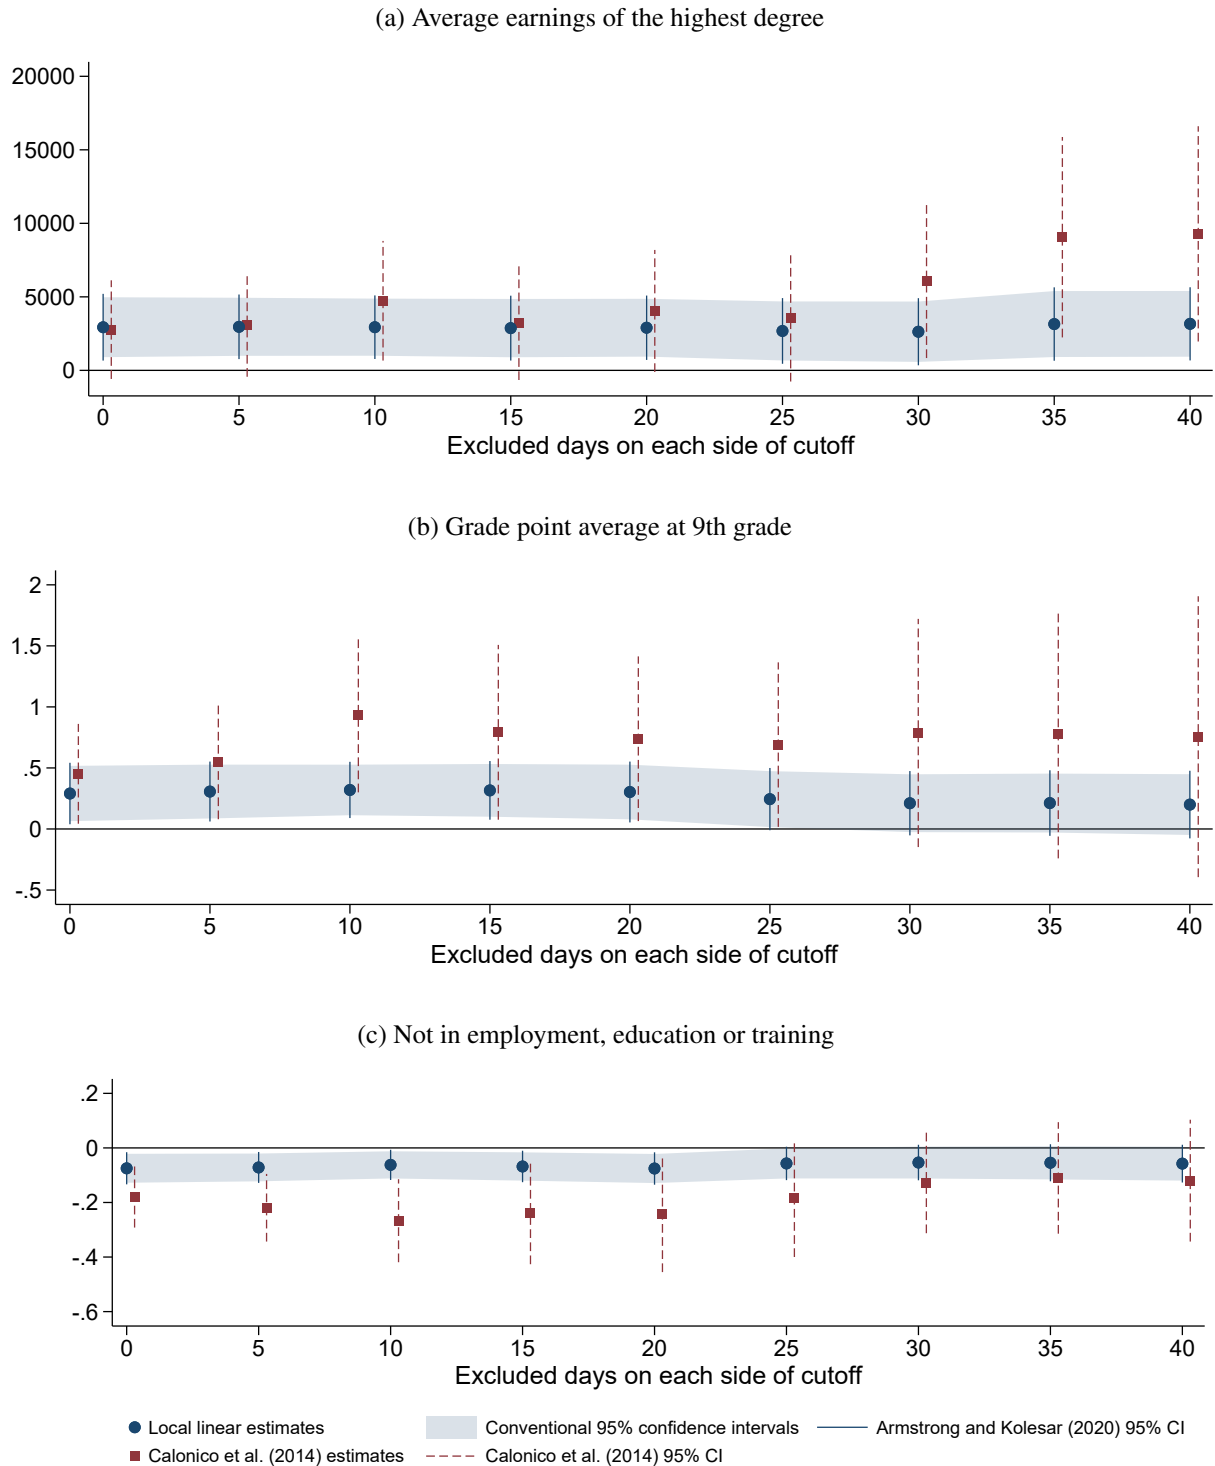 (a) Average earnings of the highest degree
20000
15000
10000
5000
0
0 5 10 15 20 25 30 35 40
Excluded days on each side of cutoff
(b) Grade point average at 9th grade
2
1.5
1
.5
0
-.5
0 5 10 15 20 25 30 35 40
Excluded days on each side of cutoff
(c) Not in employment, education or training
.2
0
-.2
-.4
-.6
0 5 10 15 20 25 30 35 40
Excluded days on each side of cutoff
Local linear estimates Conventional 95% confidence intervals Armstrong and Kolesar (2020) 95% CI
Calonico et al. (2014) estimates Calonico et al. (2014) 95% CI